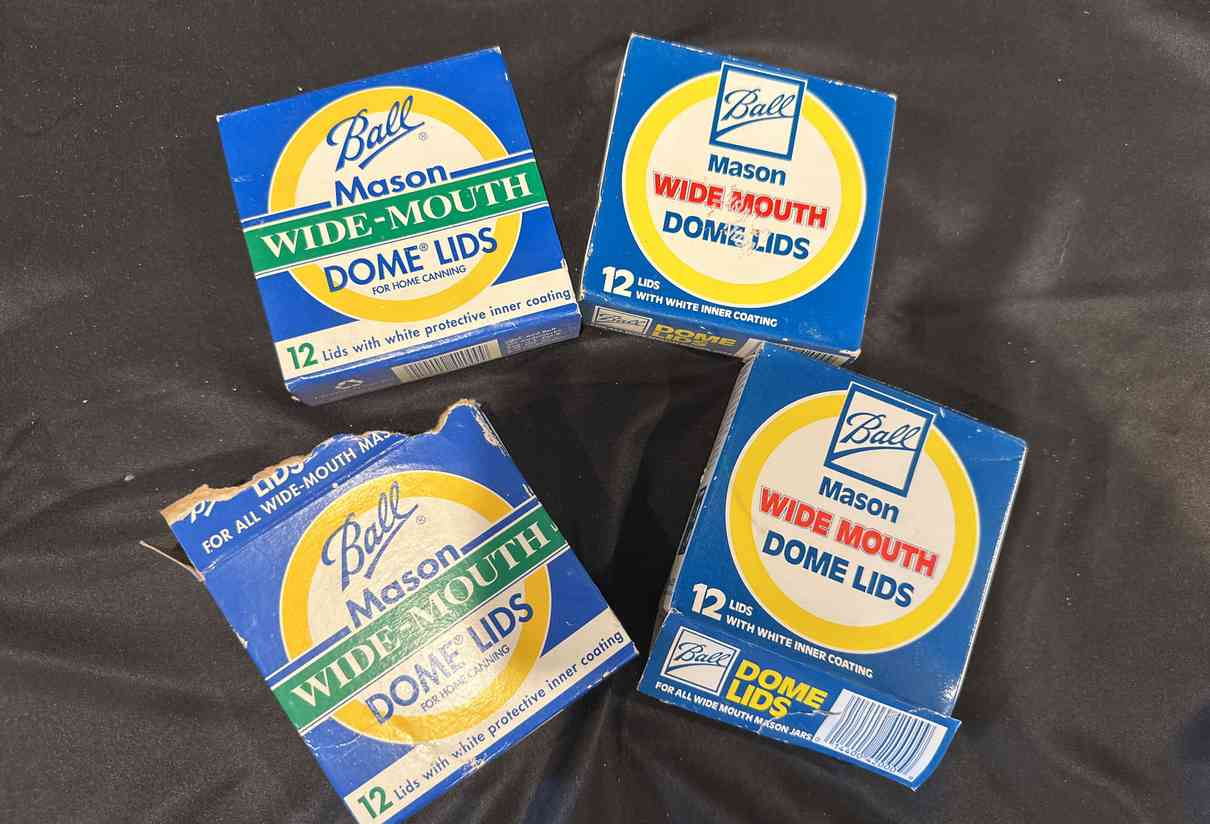 Ball®
Mason
WIDE-MOUTH
DOME® LIDS
FOR HOME CANNING
12 Lids with white protective inner coating
Ball
Mason
WIDE MOUTH
DOME LIDS
12 LIDS
WITH WHITE INNER COATING
Ball
DOME
LIDS
LIDS
FOR ALL WIDE-MOUTH MAS
Ball®
Mason
WIDE-MOUTH
DOME® LIDS
FOR HOME CANNING
12 Lids with white protective inner coating
Ball
Mason
WIDE MOUTH
DOME LIDS
12 LIDS
WITH WHITE INNER COATING
Ball
DOME
LIDS
FOR ALL WIDE MOUTH MASON JARS